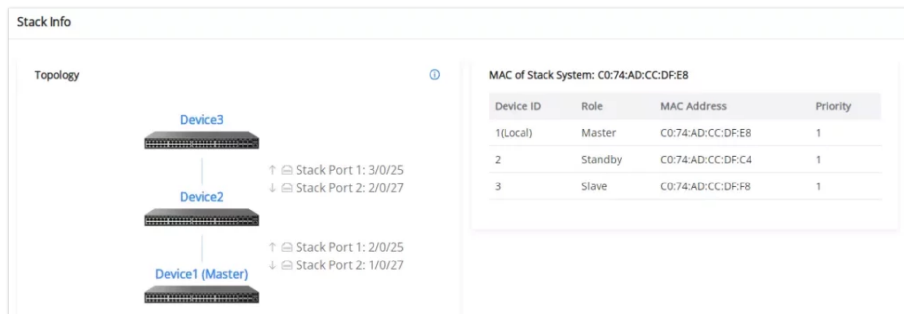 Stack Info
Topology
Device3
↑ Stack Port 1: 3/0/25
↓ Stack Port 2: 2/0/27
Device2
↑ Stack Port 1: 2/0/25
↓ Stack Port 2: 1/0/27
Device1 (Master)
MAC of Stack System: C0:74:AD:CC:DF:E8
Device ID Role MAC Address Priority
1(Local) Master C0:74:AD:CC:DF:E8 1
2 Standby C0:74:AD:CC:DF:C4 1
3 Slave C0:74:AD:CC:DF:F8 1